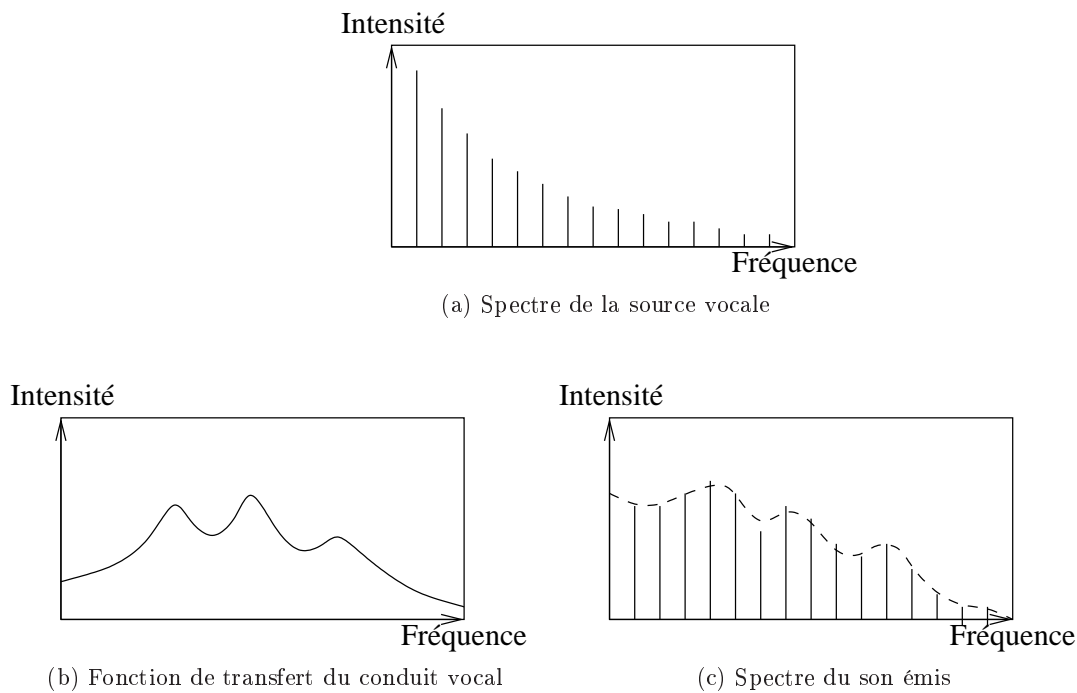 Intensité
Fréquence
(a) Spectre de la source vocale
Intensité
Fréquence
(b) Fonction de transfert du conduit vocal
Intensité
Fréquence
(c) Spectre du son émis